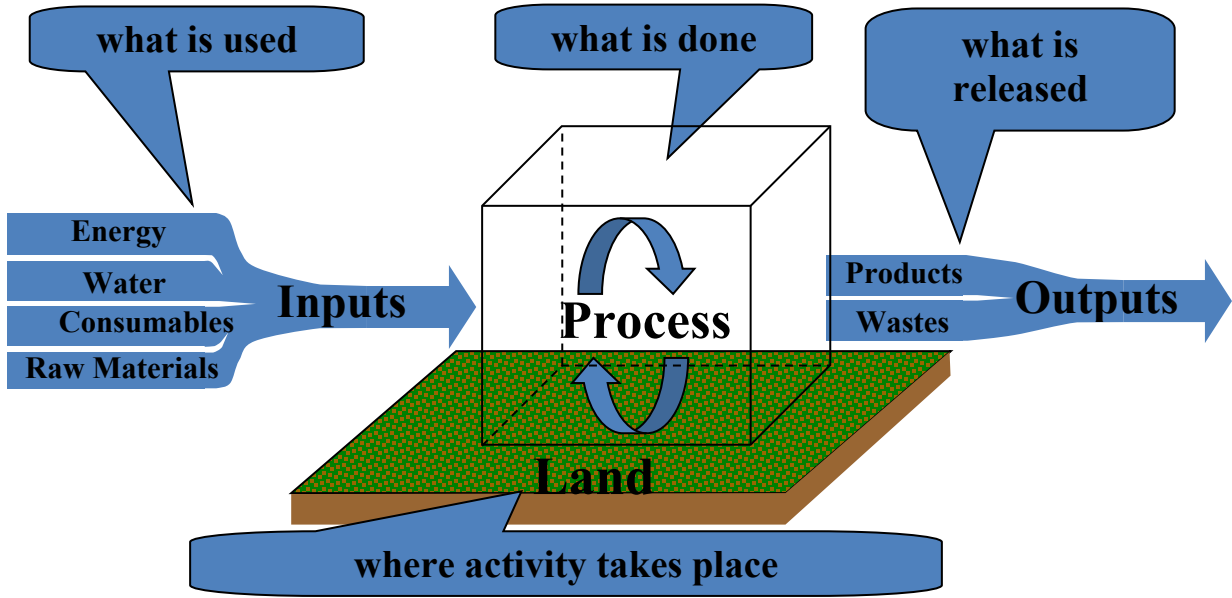 what is used
what is done
what is
released
Energy
Water
Consumables
Raw Materials
Inputs
Process
Products
Wastes
Outputs
Land
where activity takes place